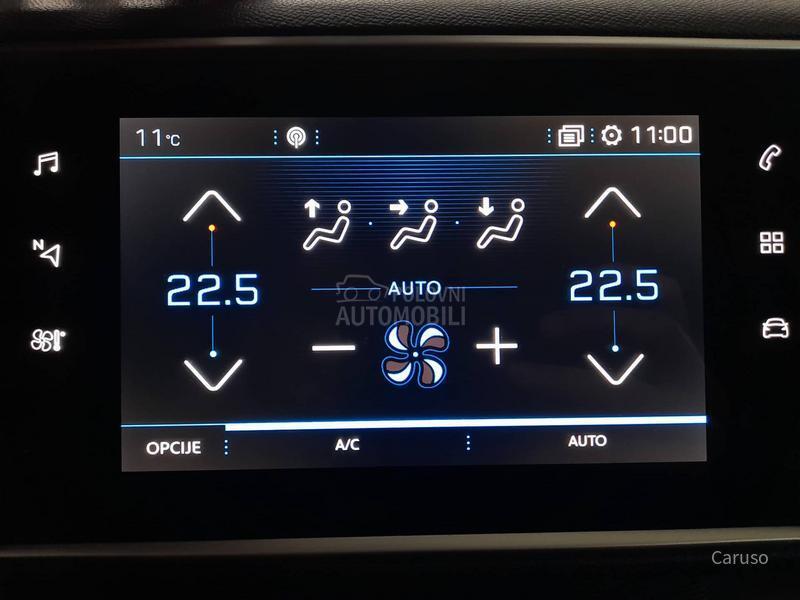 11°C
11:00
N
22.5
22.5
AUTO
POLOVNI
AUTOMOBILI
OPCIJE
A/C
AUTO
Caruso